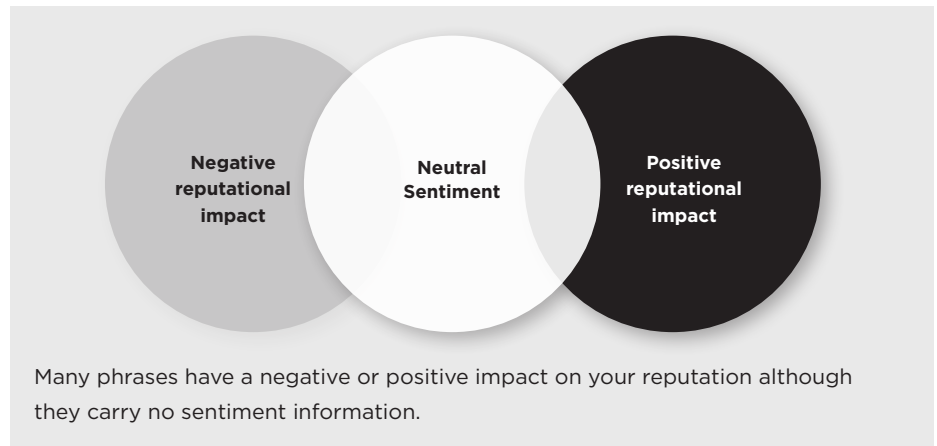 Negative
reputational
impact
Neutral
Sentiment
Positive
reputational
impact
Many phrases have a negative or positive impact on your reputation although
they carry no sentiment information.